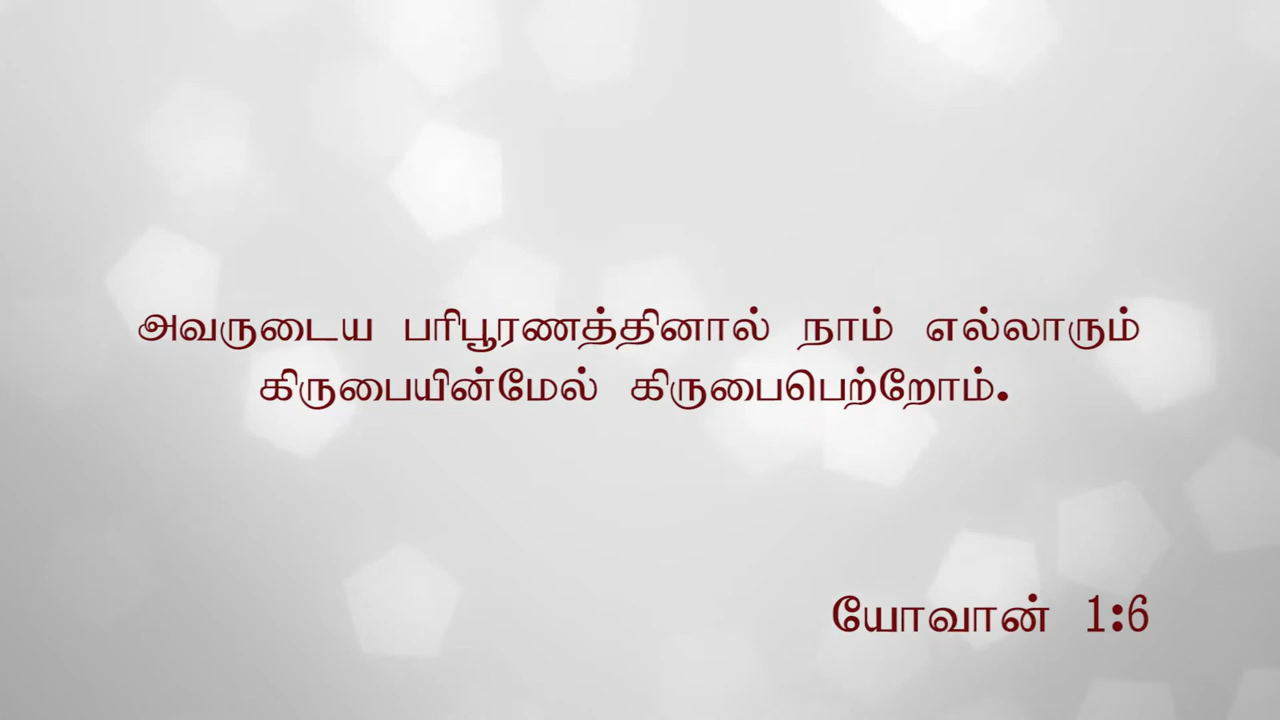 அவருடைய பரிபூரணத்தினால் நாம் எல்லாரும்
கிருபையின்மேல் கிருபைபெற்றோம்.
யோவான் 1:6